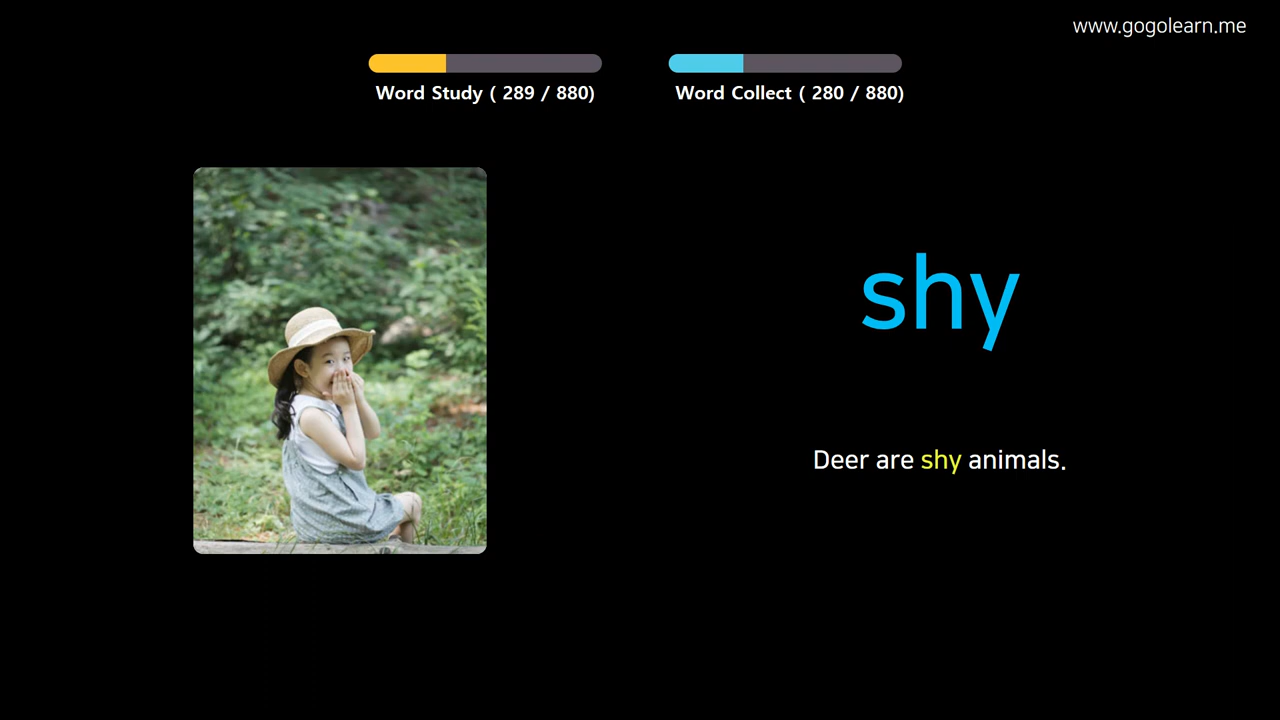 www.gogolearn.me
Word Study ( 289 / 880)
Word Collect ( 280 / 880)
shy
Deer are shy animals.